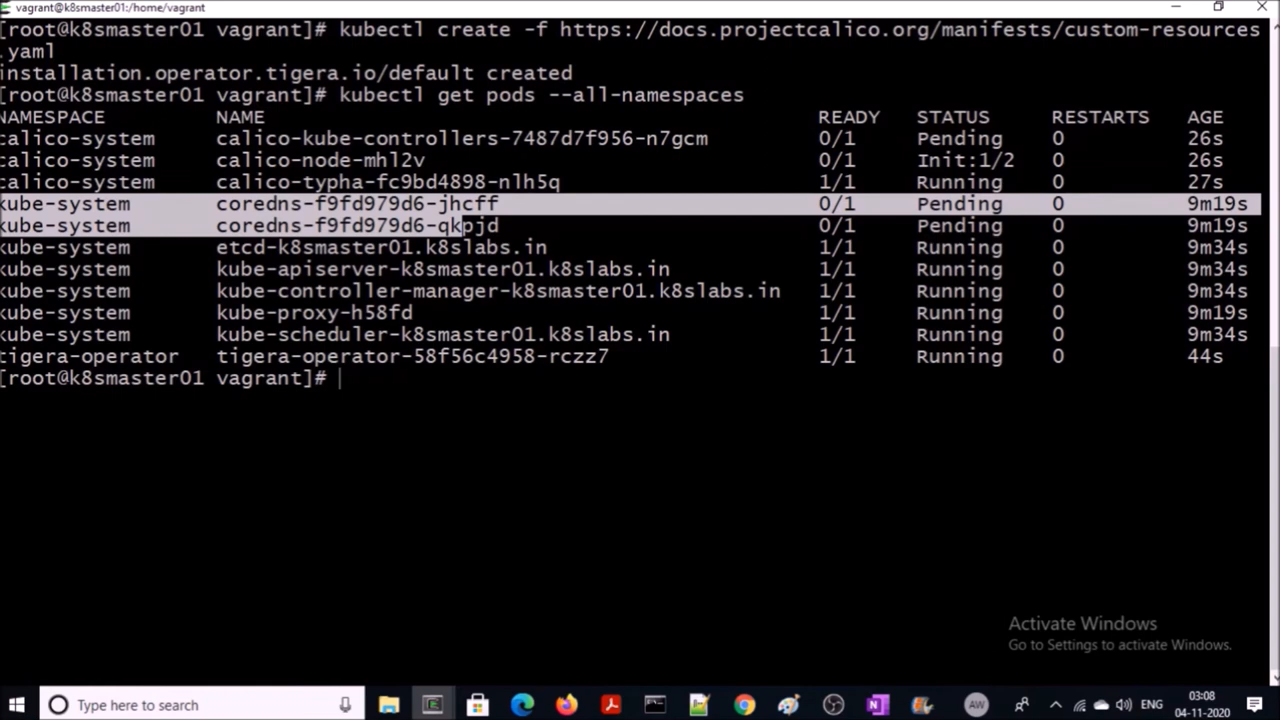 vagrant@k8smaster01:/home/vagrant
[root@k8smaster01 vagrant]# kubectl create -f https://docs.projectcalico.org/manifests/custom-resources
.yaml
installation.operator.tigera.io/default created
[root@k8smaster01 vagrant]# kubectl get pods --all-namespaces
NAMESPACE NAME READY STATUS RESTARTS AGE
calico-system calico-kube-controllers-7487d7f956-n7gcm 0/1 Pending 0 26s
calico-system calico-node-mhl2v 0/1 Init:1/2 0 26s
calico-system calico-typha-fc9bd4898-nlh5q 1/1 Running 0 27s
kube-system coredns-f9fd979d6-jhcff 0/1 Pending 0 9m19s
kube-system coredns-f9fd979d6-qkpjd 0/1 Pending 0 9m19s
kube-system etcd-k8smaster01.k8slabs.in 1/1 Running 0 9m34s
kube-system kube-apiserver-k8smaster01.k8slabs.in 1/1 Running 0 9m34s
kube-system kube-controller-manager-k8smaster01.k8slabs.in 1/1 Running 0 9m34s
kube-system kube-proxy-h58fd 1/1 Running 0 9m19s
kube-system kube-scheduler-k8smaster01.k8slabs.in 1/1 Running 0 9m34s
tigera-operator tigera-operator-58f56c4958-rczz7 1/1 Running 0 44s
[root@k8smaster01 vagrant]#
Activate Windows
Go to Settings to activate Windows.
Type here to search
AW
ENG
03:08
04-11-2020